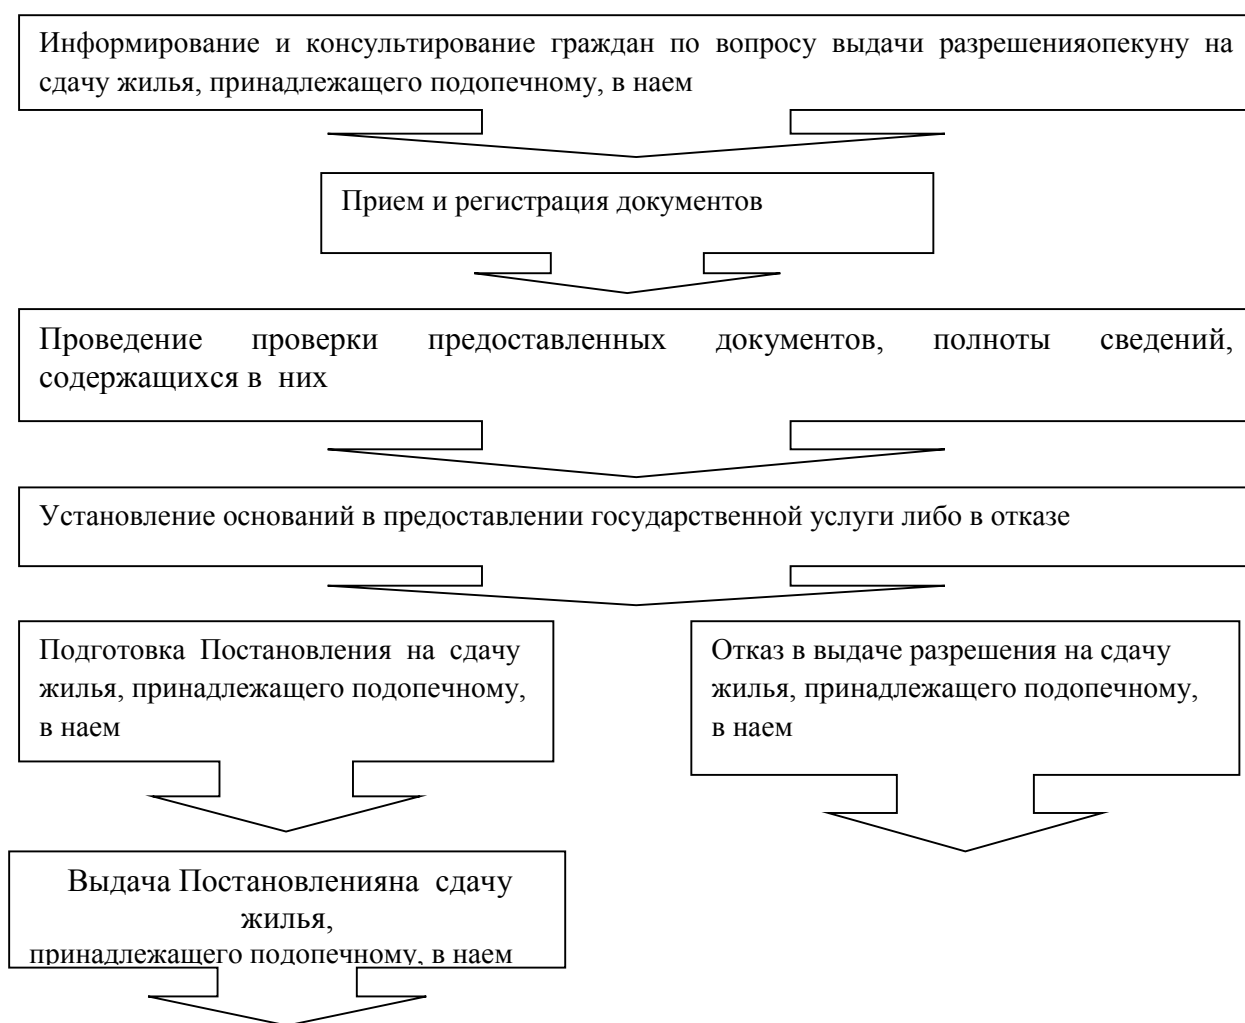 Информирование и консультирование граждан по вопросу выдачи разрешенияопекуну на
сдачу жилья, принадлежащего подопечному, в наем
Прием и регистрация документов
Проведение проверки предоставленных документов, полноты сведений,
содержащихся в них
Установление оснований в предоставлении государственной услуги либо в отказе
Подготовка Постановления на сдачу
жилья, принадлежащего подопечному,
в наем
Отказ в выдаче разрешения на сдачу
жилья, принадлежащего подопечному,
в наем
Выдача Постановленияна сдачу
жилья,
принадлежащего подопечному, в наем